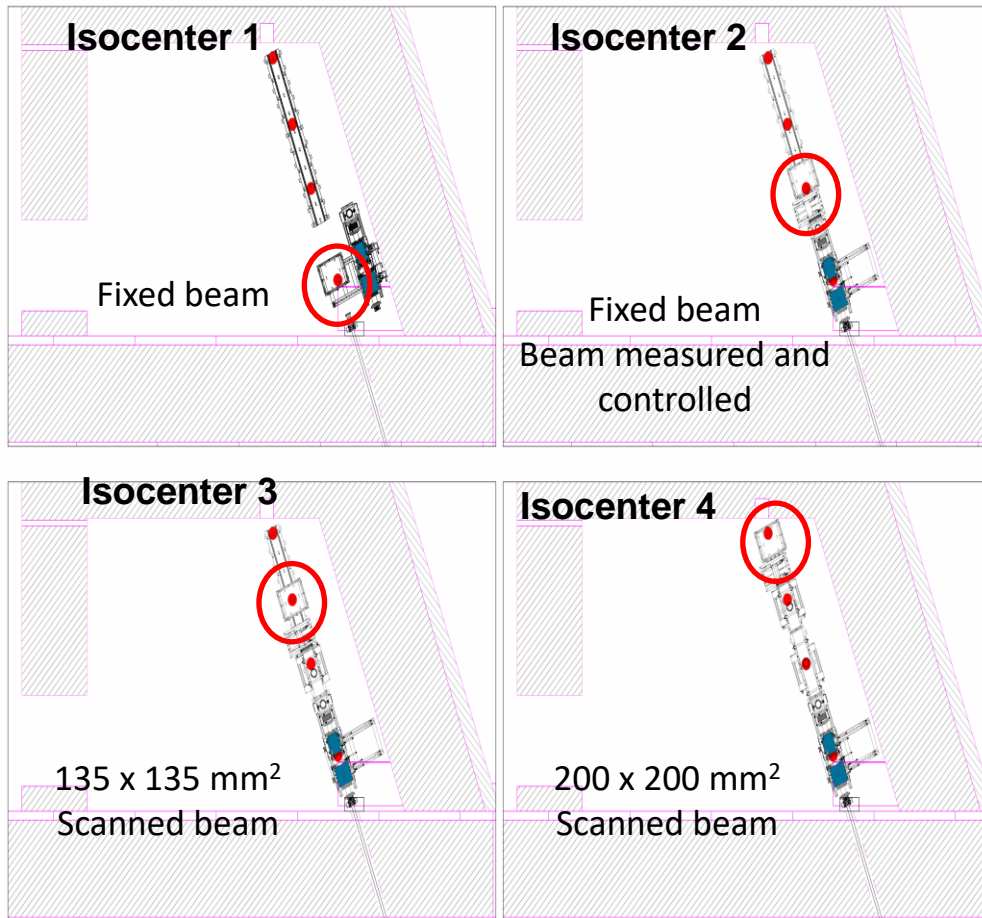 Isocenter 1
Fixed beam
Isocenter 2
Fixed beam
Beam measured and
controlled
Isocenter 3
135 x 135 mm²
Scanned beam
Isocenter 4
200 x 200 mm²
Scanned beam